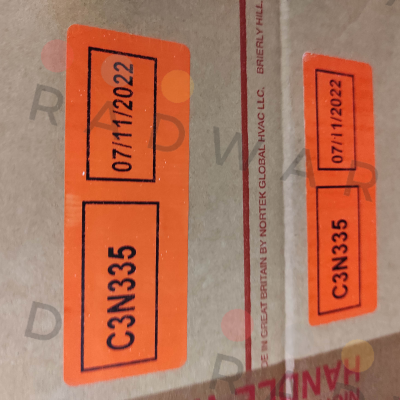 07/11/2022
C3N335
07/11/2022
C3N335
DE IN GREAT BRITAIN BY NORTEK GLOBAL HVAC LLC. BRIERLY HILL,
HANDLE
RADWAR